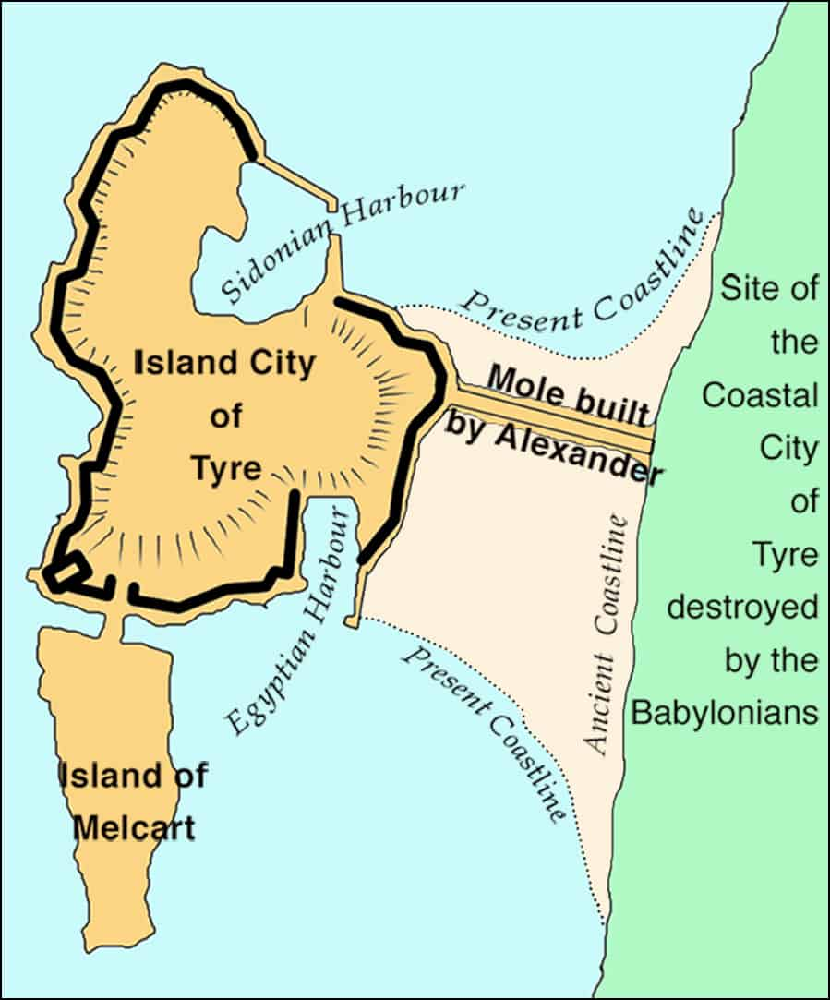 Sidonian Harbour
Present Coastline
Site of
the
Coastal
City
of
Tyre
destroyed
by the
Babylonians
Island City
of
Tyre
Mole built
by Alexander
Egyptian Harbour
Ancient Coastline
Present Coastline
Island of
Melcart